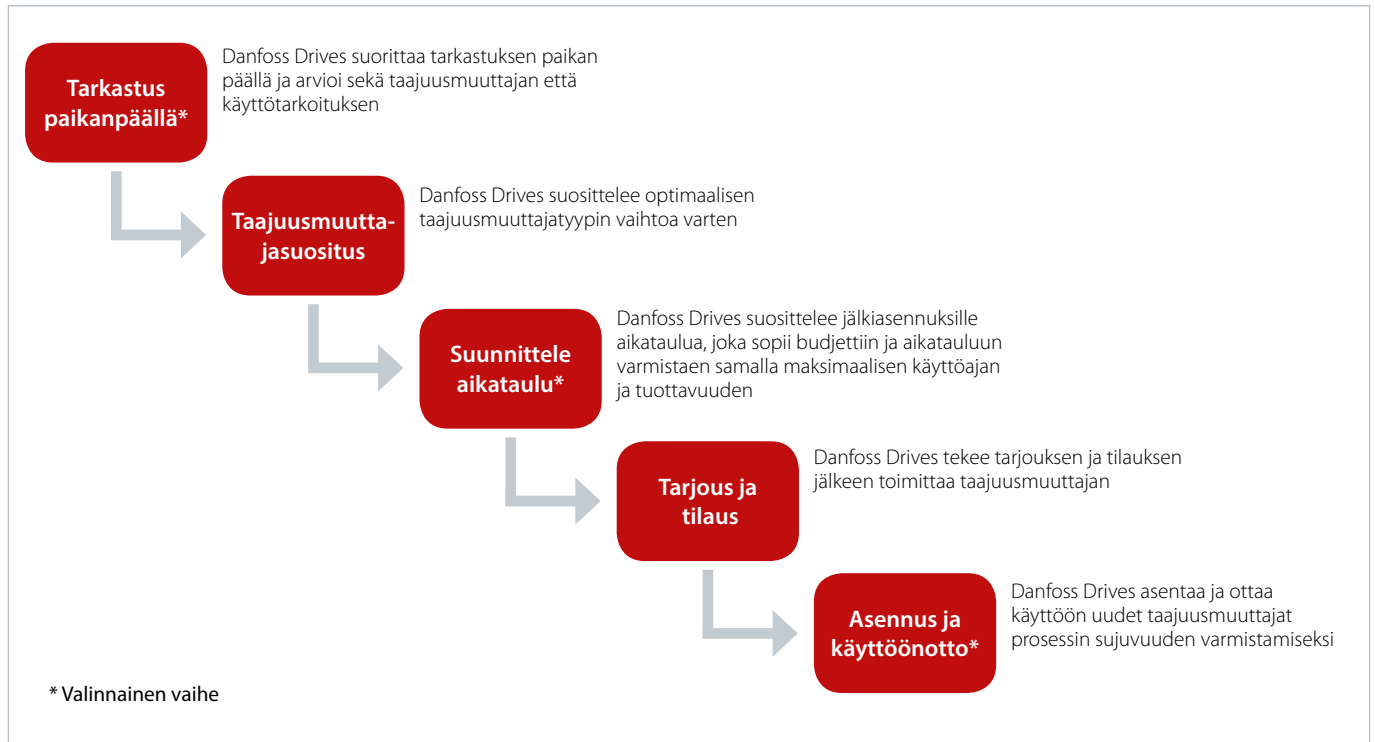 Tarkastus
paikanpäällä*
Danfoss Drives suorittaa tarkastuksen paikan
päällä ja arvioi sekä taajuusmuuttajan että
käyttötarkoituksen
Taajuusmuutta-
jasuositus
Danfoss Drives suosittelee optimaalisen
taajuusmuuttajatyypin vaihtoa varten
Suunnittele
aikataulu*
Danfoss Drives suosittelee jälkiasennuksille
aikataulua, joka sopii budjettiin ja aikatauluun
varmistaen samalla maksimaalisen käyttöajan
ja tuottavuuden
Tarjous ja
tilaus
Danfoss Drives tekee tarjouksen ja tilauksen
jälkeen toimittaa taajuusmuuttajan
Asennus ja
käyttöönotto*
Danfoss Drives asentaa ja ottaa
käyttöön uudet taajuusmuuttajat
prosessin sujuvuuden varmistamiseksi
* Valinnainen vaihe